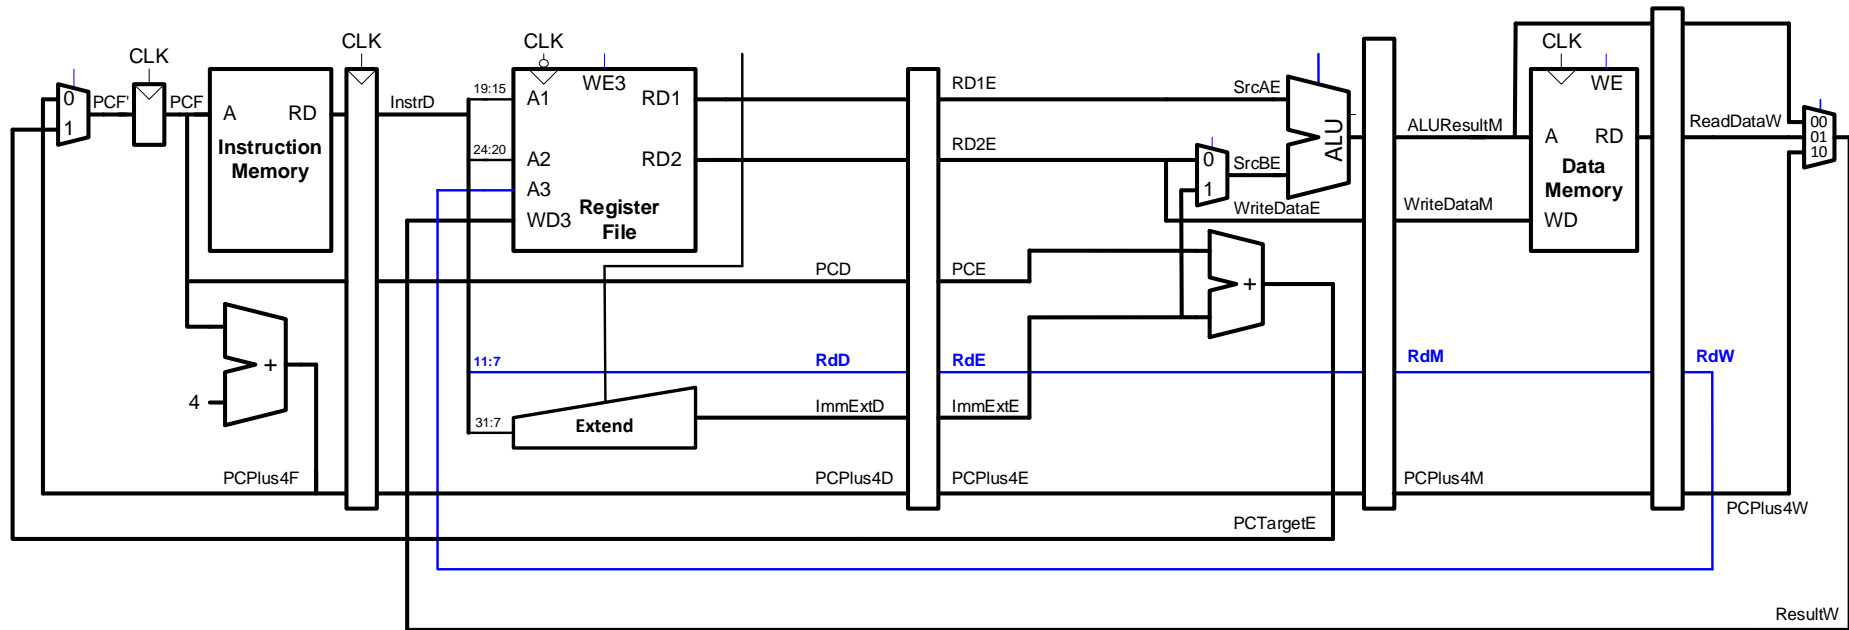 CLK
CLK
CLK
CLK
0
1
PCF'
PCF
A
RD
Instruction
Memory
InstrD
19:15
A1
WE3
RD1
24:20
A2
RD2
A3
WD3
Register
File
RD1E
RD2E
SrcAE
0
1
SrcBE
ALU
WriteDataE
ALUResultM
WriteDataM
WE
A
RD
Data
Memory
WD
ReadDataW
00
01
10
PCD
PCE
+
4
+
11:7
RdD
RdE
RdM
RdW
31:7
Extend
ImmExtD
ImmExtE
PCPlus4F
PCPlus4D
PCPlus4E
PCPlus4M
PCPlus4W
PCTargetE
ResultW